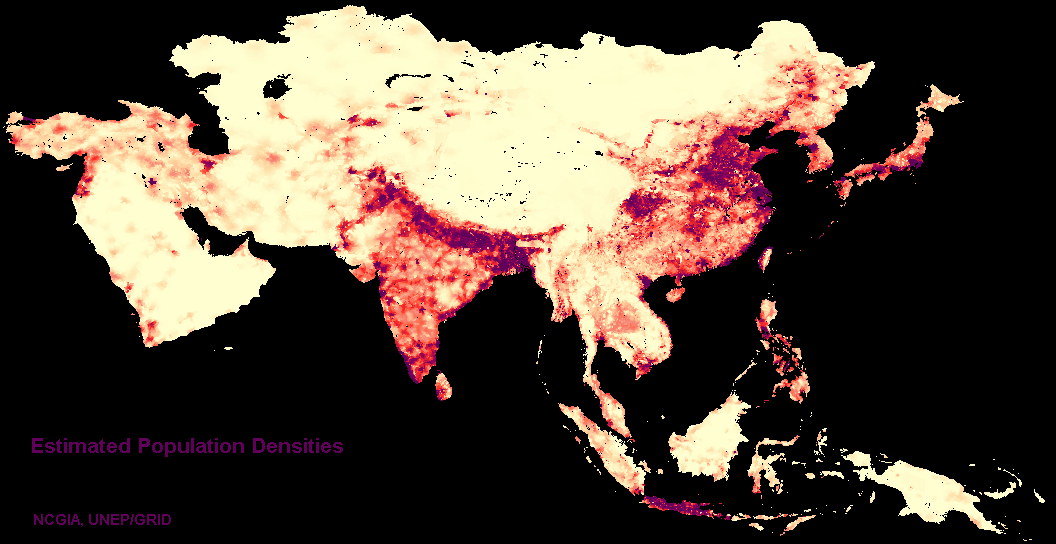 Estimated Population Densities
NCGIA, UNEP/GRID